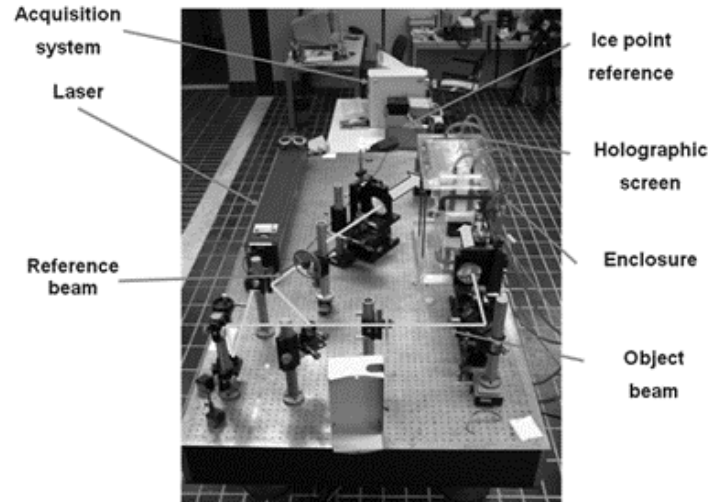 Acquisition
system
Laser
Reference
beam
Ice point
reference
Holographic
screen
Enclosure
Object
beam